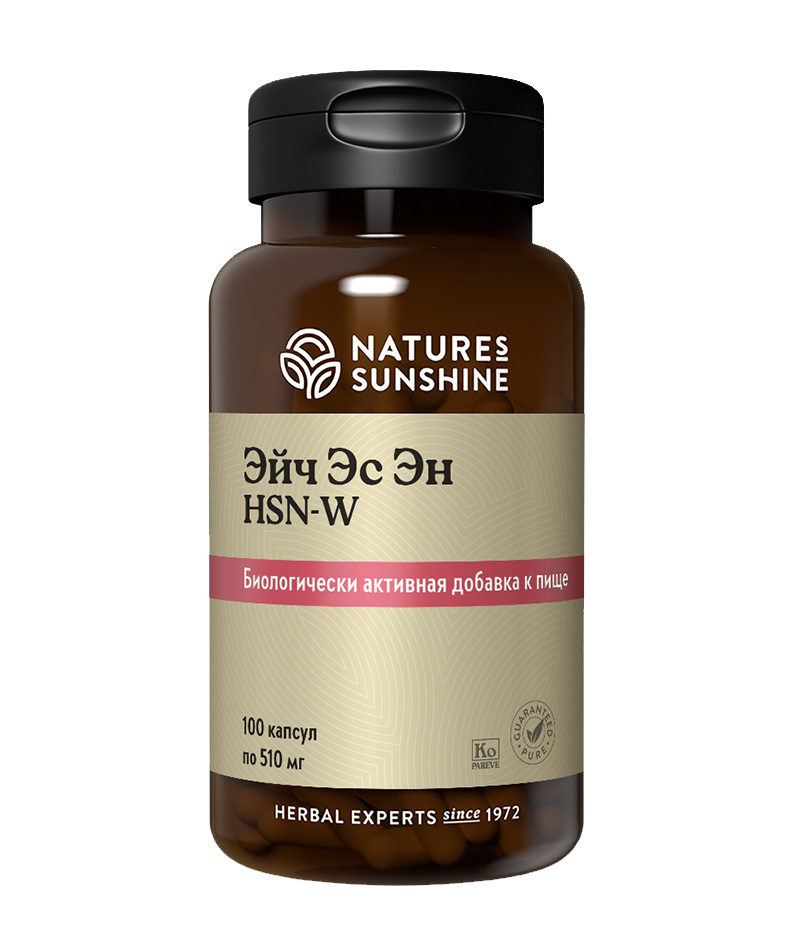 NATURE'S
SUNSHINE
Эйч Эс Эн
HSN-W
Биологически активная добавка к пище
100 капсул
по 510 мг
Ko
PAREVE
GUARANTEED
PURE
HERBAL EXPERTS since 1972